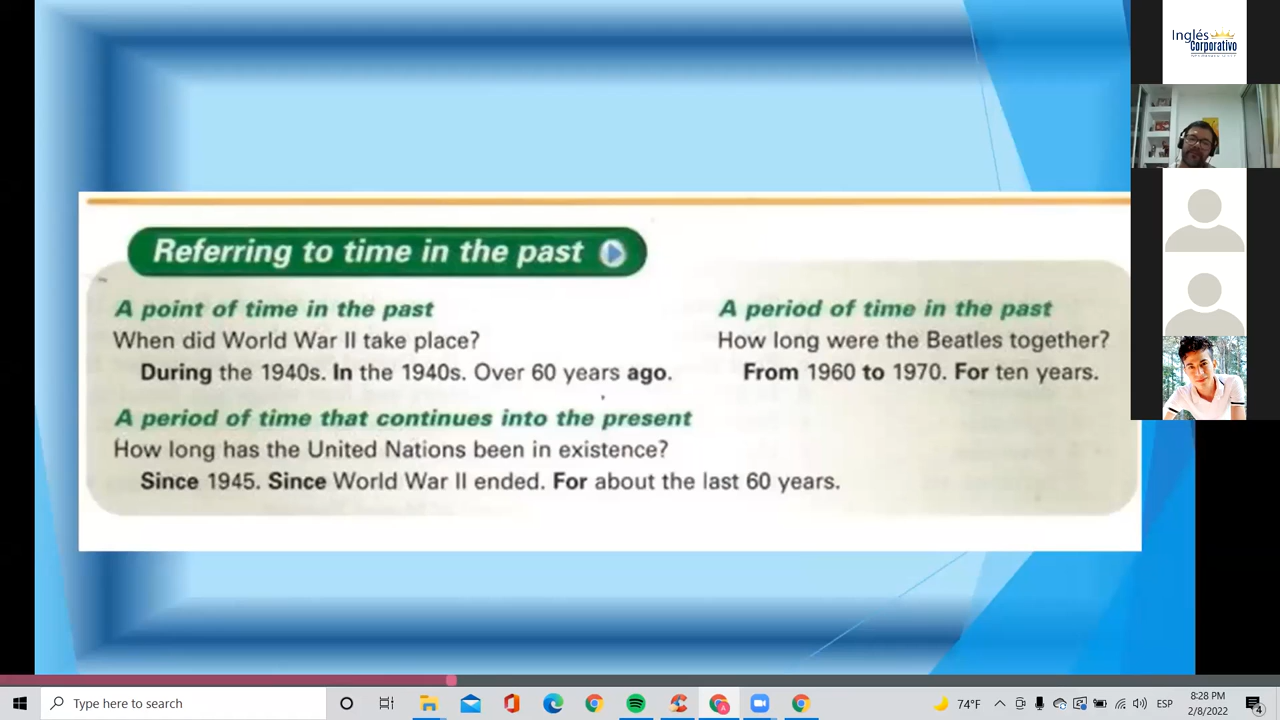 Referring to time in the past
A point of time in the past
When did World War II take place?
During the 1940s. In the 1940s. Over 60 years ago.
A period of time in the past
How long were the Beatles together?
From 1960 to 1970. For ten years.
A period of time that continues into the present
How long has the United Nations been in existence?
Since 1945. Since World War II ended. For about the last 60 years.
Inglés
Corporativo
Type here to search
74°F
ESP
8:28 PM
2/8/2022
4